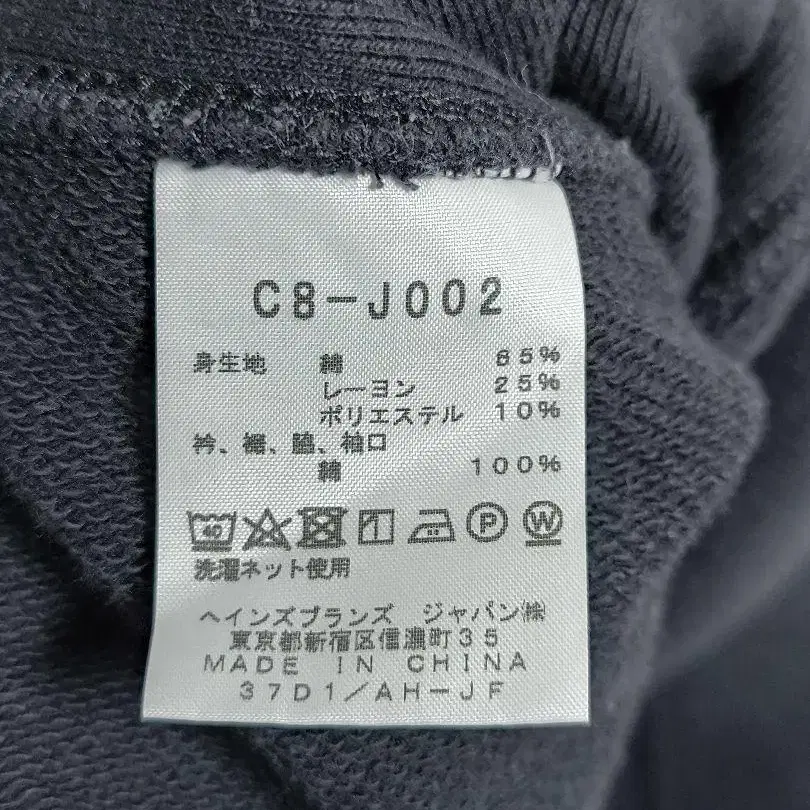 C8-J002
身生地 綿 65%
レーヨン 25%
ポリエステル 10%
衿、裾、脇、袖口
綿 100%
40 P W
洗濯ネット使用
ヘインズブランズ ジャパン㈱
東京都新宿区信濃町35
MADE IN CHINA
37D1/AH-JF